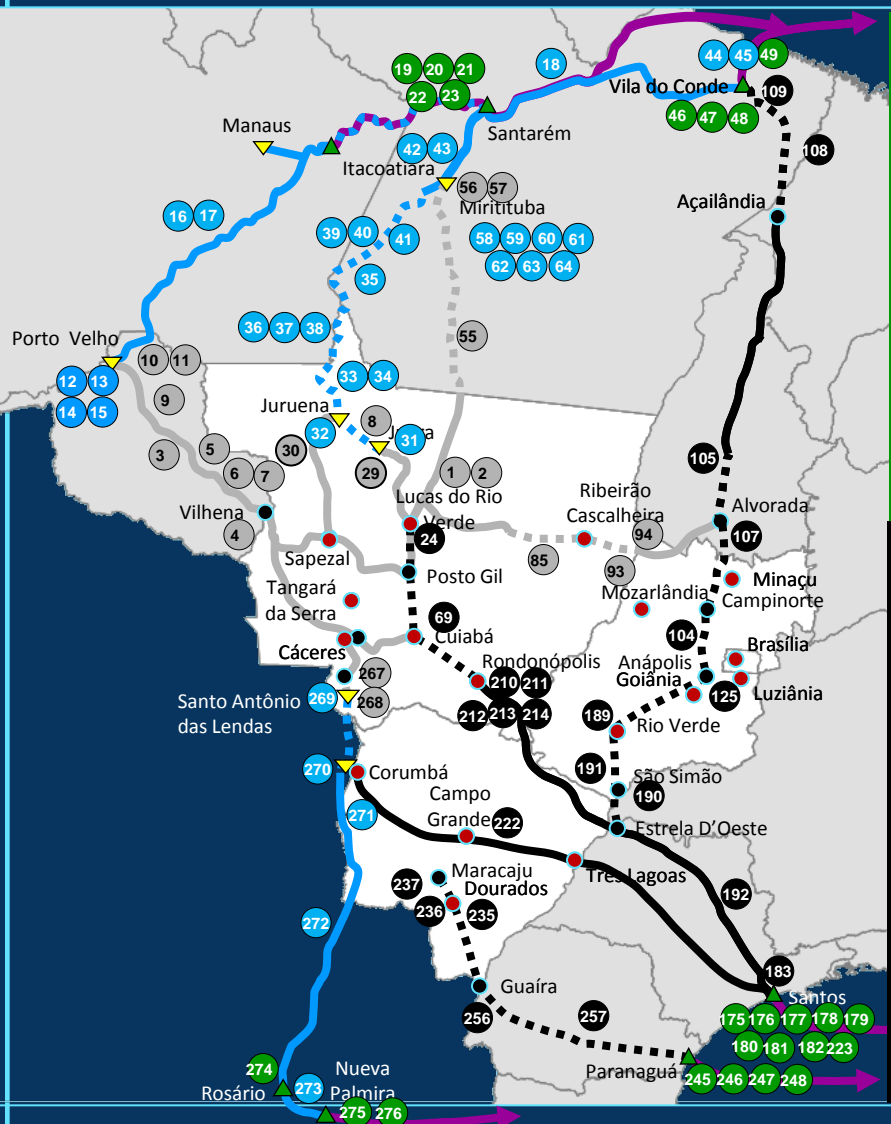 44 45 49
19 20 21
18
22 23
Vila do Conde
109
46 47 48
Manaus
Santarém
42 43
108
Itacoatiara
56 57
Açailândia
Miritituba
16 17
39 40
41
58 59 60 61
62 63 64
35
36 37 38
55
Porto Velho
10 11
12 13
9
14 15
33 34
Juruena
8
32
31
3
5
30
105
6 7
29
1 2
Lucas do Rio
Verde
Ribeirão
Cascalheira
Vilhena
4
24
94
Alvorada
107
Sapezal
85
93
Posto Gil
Tangará
da Serra
Mozarlândia
Minaçu
Campinorte
69
Cuiabá
104
Brasília
Cáceres
267
Rondonópolis
Anápolis
Goiânia
210 211
125
Luziânia
Santo Antônio
das Lendas
269
268
212 213 214
189
Rio Verde
270
Corumbá
191
São Simão
190
271
Campo
Grande
222
Estrela D'Oeste
237
Maracaju
Dourados
Tres Lagoas
236
235
192
272
183
Guaíra
Santos
256
257
175 176 177 178 179
180 181 182 223
274
Rosário
273
Nueva
Palmira
Paranaguá
245 246 247 248
275 276